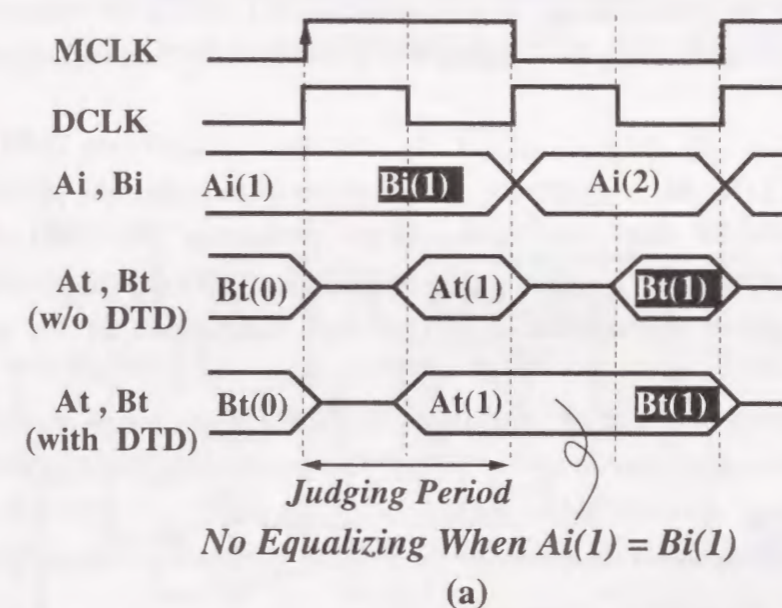 MCLK
DCLK
Ai , Bi Ai(1) Bi(1) Ai(2)
At , Bt
(w/o DTD) Bt(0) At(1) Bt(1)
At , Bt
(with DTD) Bt(0) At(1) Bt(1)
Judging Period
No Equalizing When Ai(1) = Bi(1)
(a)